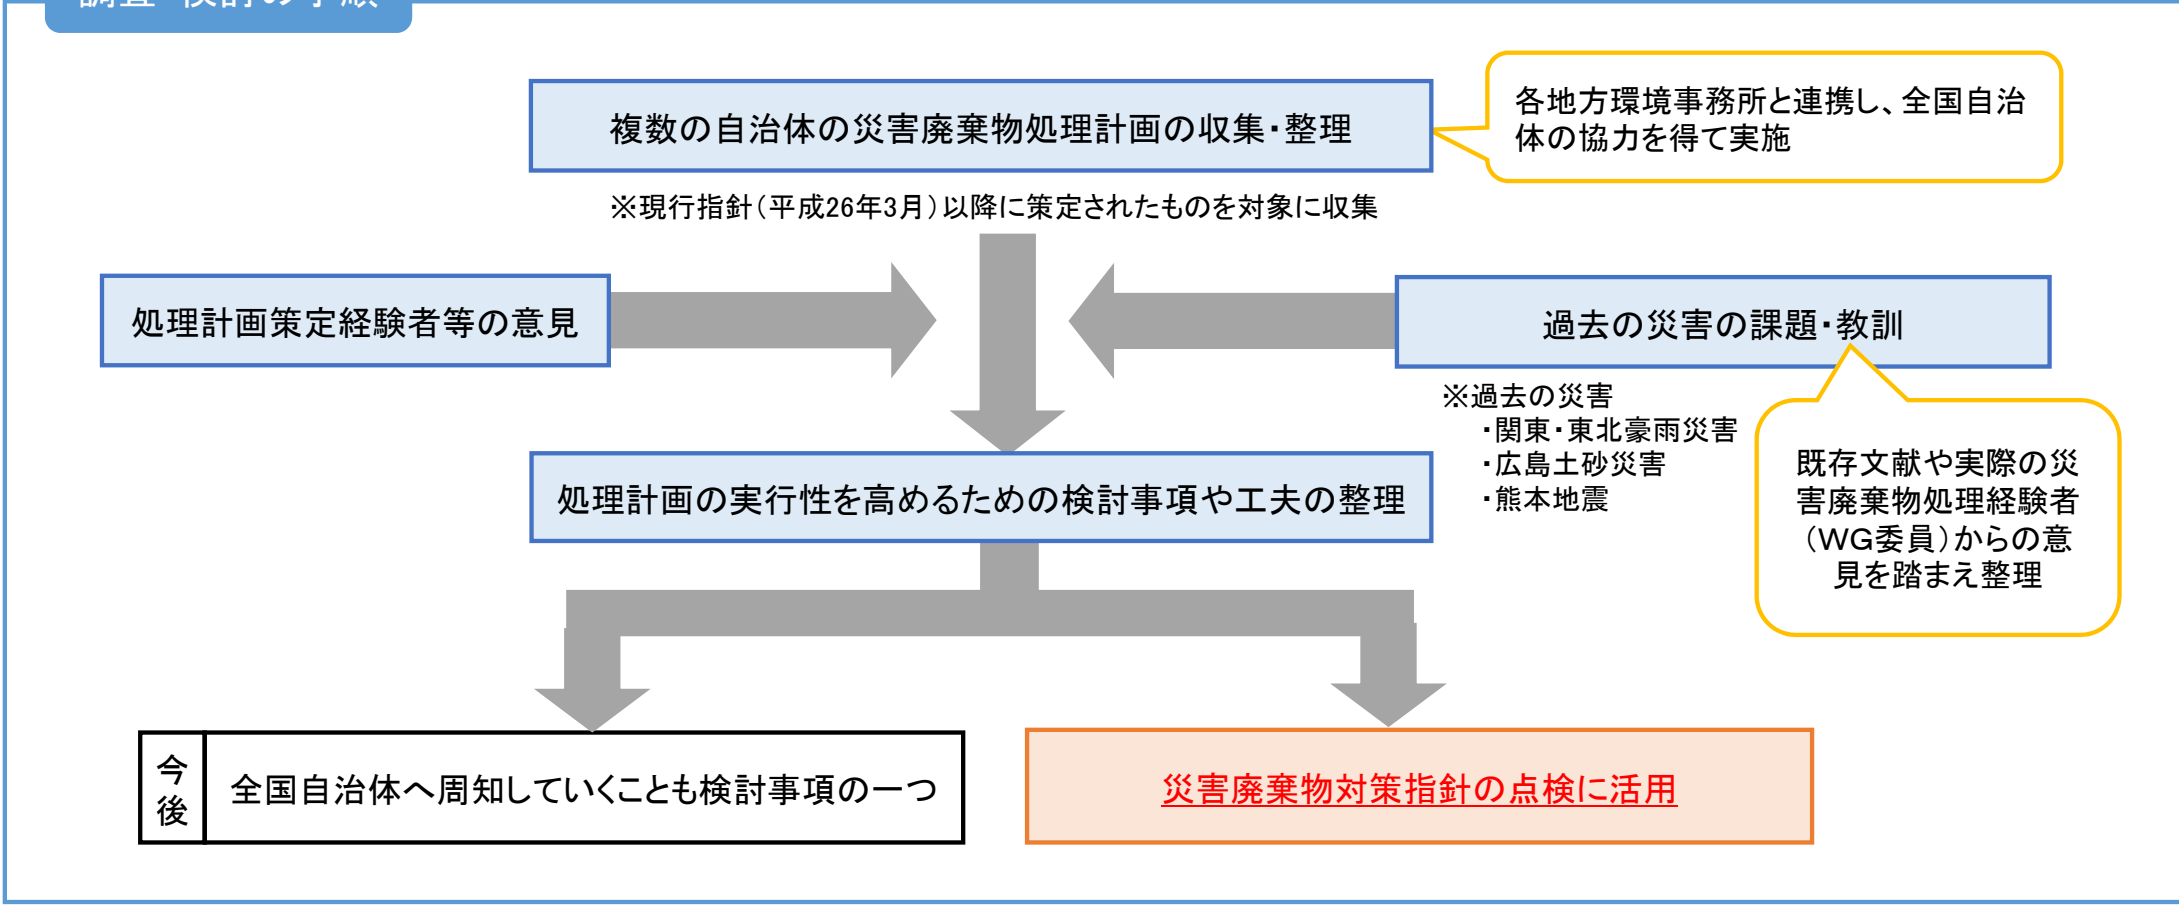 調査・検討の手順
複数の自治体の災害廃棄物処理計画の収集・整理
各地方環境事務所と連携し、全国自治
体の協力を得て実施
※現行指針（平成26年3月）以降に策定されたものを対象に収集
処理計画策定経験者等の意見
過去の災害の課題・教訓
※過去の災害
・関東・東北豪雨災害
・広島土砂災害
・熊本地震
既存文献や実際の災
害廃棄物処理経験者
（WG委員）からの意
見を踏まえ整理
処理計画の実行性を高めるための検討事項や工夫の整理
今
後
全国自治体へ周知していくことも検討事項の一つ
災害廃棄物対策指針の点検に活用